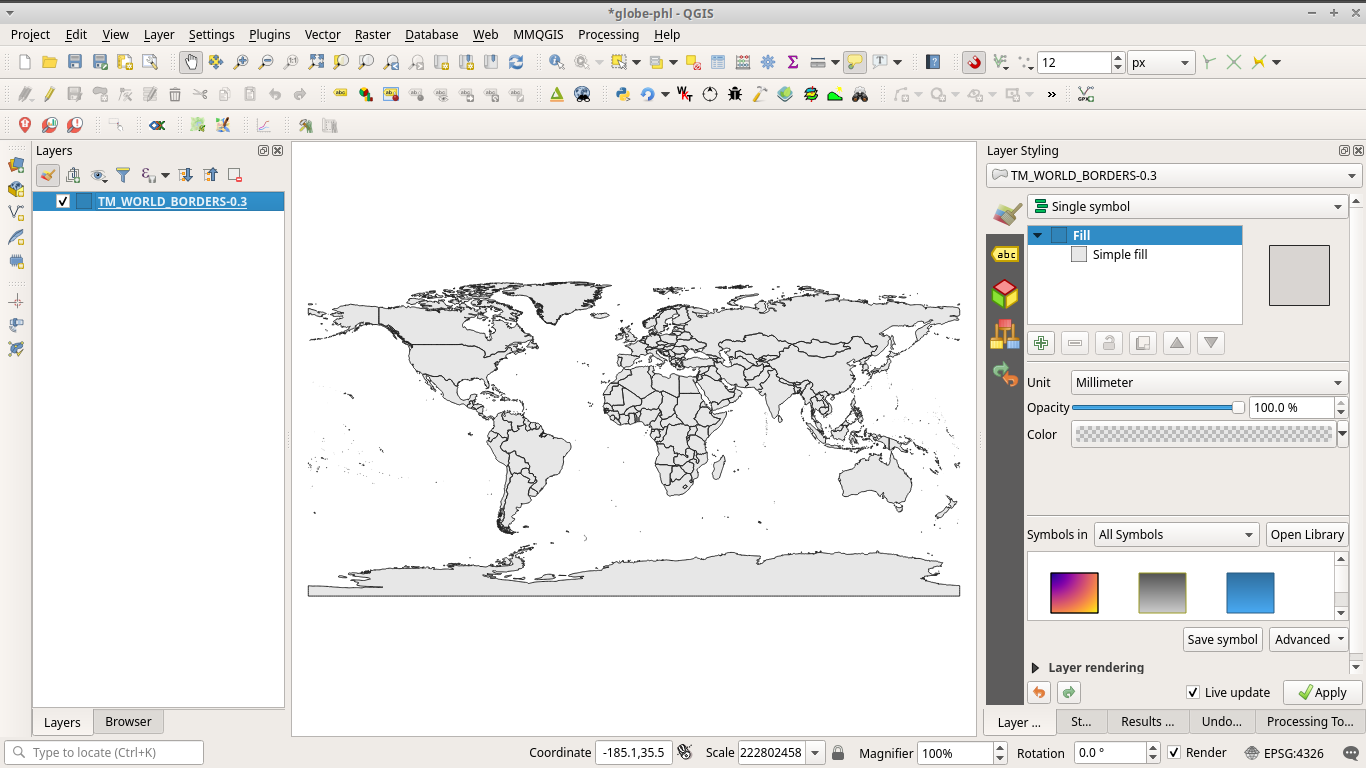 *globe-phl - QGIS
Project Edit View Layer Settings Plugins Vector Raster Database Web MMQGIS Processing Help
12 px
abc
Layers
TM_WORLD_BORDERS-0.3
Layers Browser
Layer Styling
TM_WORLD_BORDERS-0.3
Single symbol
abc
Fill
Simple fill
Unit Millimeter
Opacity 100.0 %
Color
Symbols in All Symbols Open Library
Save symbol Advanced
Layer rendering
Live update Apply
Layer ... St... Results ... Undo... Processing To...
Type to locate (Ctrl+K) Coordinate -185.1,35.5 Scale 222802458 Magnifier 100% Rotation 0.0 ° Render EPSG:4326